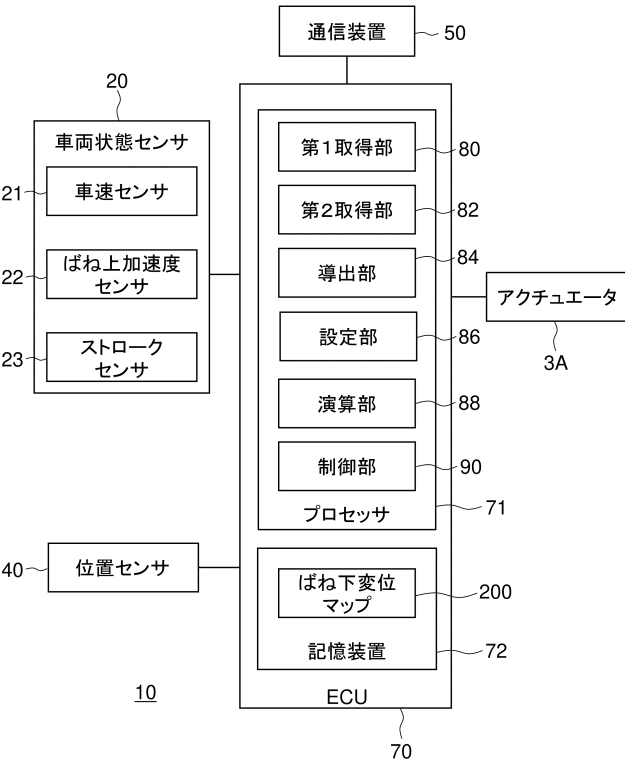 通信装置
50
20
車両状態センサ
車速センサ
21
ばね上加速度
センサ
22
ストローク
センサ
23
第1取得部
80
第2取得部
82
導出部
84
設定部
86
演算部
88
制御部
90
プロセッサ
71
アクチュエータ
3A
位置センサ
40
ばね下変位
マップ
200
記憶装置
72
ECU
70
10